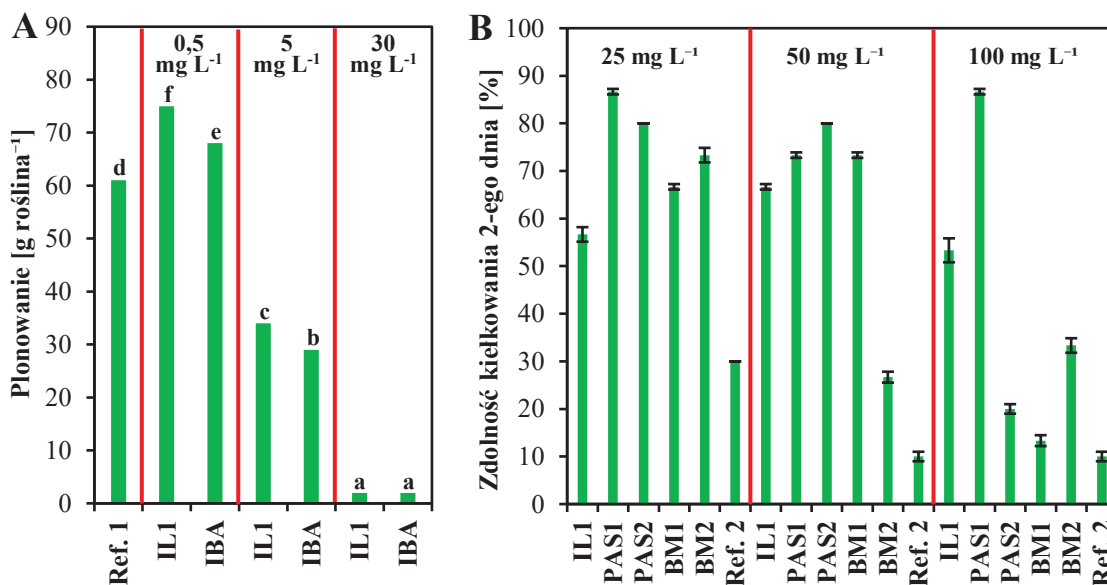 A
Plonowanie [g roślina⁻¹]
90
80
70
60
50
40
30
20
10
0
0,5
mg L⁻¹
5
mg L⁻¹
30
mg L⁻¹
d
f
e
c
b
a
a
Ref. 1
IL1
IBA
IL1
IBA
IL1
IBA
B
Zdolność kiełkowania 2-ego dnia [%]
100
90
80
70
60
50
40
30
20
10
0
25 mg L⁻¹
50 mg L⁻¹
100 mg L⁻¹
IL1
PAS1
PAS2
BM1
BM2
Ref. 2
IL1
PAS1
PAS2
BM1
BM2
Ref. 2
IL1
PAS1
PAS2
BM1
BM2
Ref. 2